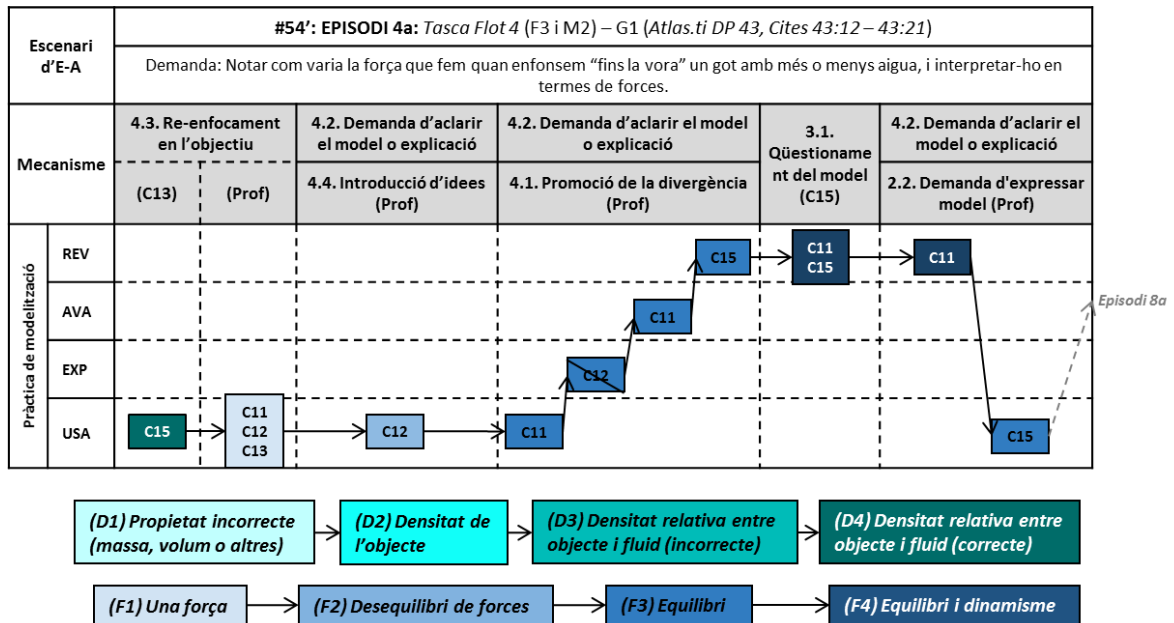 Escenari
d'E-A
#54': EPISODI 4a: Tasca Flot 4 (F3 i M2) – G1 (Atlas.ti DP 43, Cites 43:12 – 43:21)
Demanda: Notar com varia la força que fem quan enfonsem "fins la vora" un got amb més o menys aigua, i interpretar-ho en
termes de forces.
Mecanisme
4.3. Re-enfocament
en l'objectiu
(C13)
(Prof)
4.2. Demanda d'aclarir
el model o explicació
4.4. Introducció d'idees
(Prof)
4.2. Demanda d'aclarir el model
o explicació
4.1. Promoció de la divergència
(Prof)
3.1.
Qüestioname
nt del model
(C15)
4.2. Demanda d'aclarir el
model o explicació
2.2. Demanda d'expressar
model (Prof)
Pràctica de modelització
REV
C15
C11
C15
C11
AVA
C11
Episodi 8a
EXP
C12
USA
C15
C11
C12
C13
C12
C11
C15
(D1) Propietat incorrecte
(massa, volum o altres)
(D2) Densitat de
l'objecte
(D3) Densitat relativa entre
objecte i fluid (incorrecte)
(D4) Densitat relativa entre
objecte i fluid (correcte)
(F1) Una força
(F2) Desequilibri de forces
(F3) Equilibri
(F4) Equilibri i dinamisme